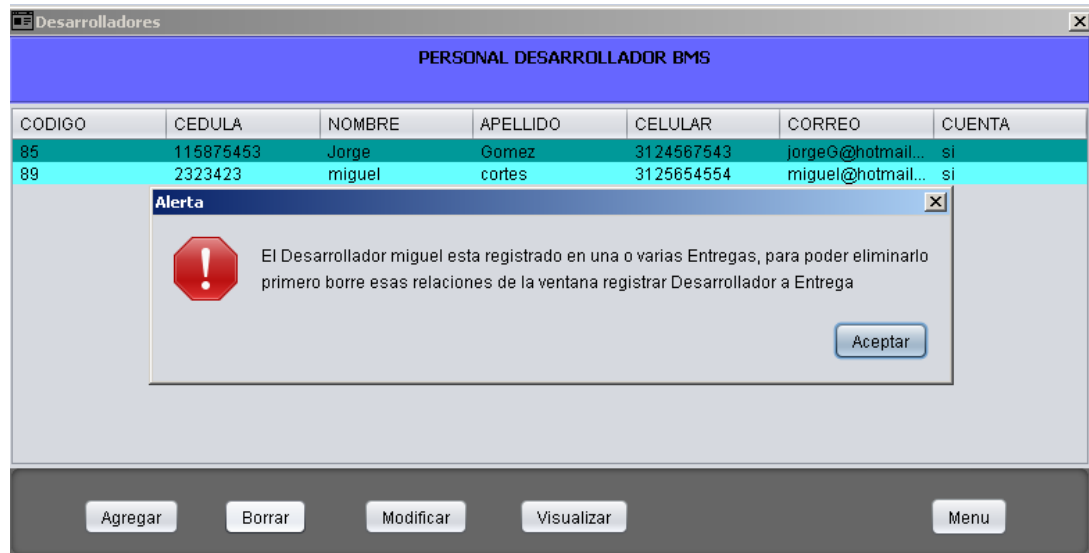 Desarrolladores
PERSONAL DESARROLLADOR BMS
CODIGO CEDULA NOMBRE APELLIDO CELULAR CORREO CUENTA
85 115875453 Jorge Gomez 3124567543 jorgeG@hotmail... si
89 2323423 miguel cortes 3125654554 miguel@hotmail... si
Alerta
El Desarrollador miguel esta registrado en una o varias Entregas, para poder eliminarlo
primero borre esas relaciones de la ventana registrar Desarrollador a Entrega
Aceptar
Agregar Borrar Modificar Visualizar Menu